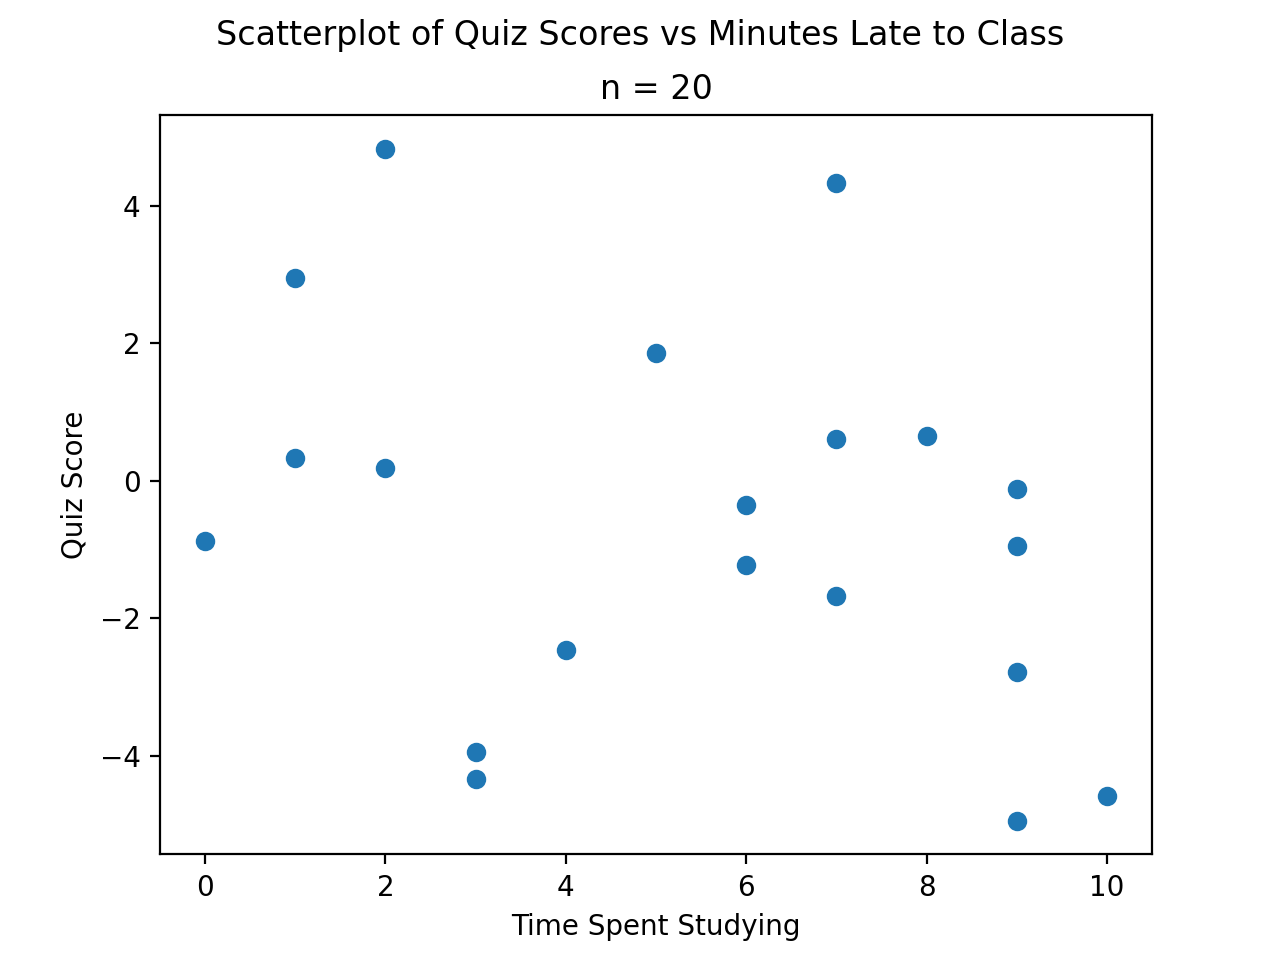 Scatterplot of Quiz Scores vs Minutes Late to Class
n = 20
Quiz Score
4
2
0
−2
−4
0 2 4 6 8 10
Time Spent Studying